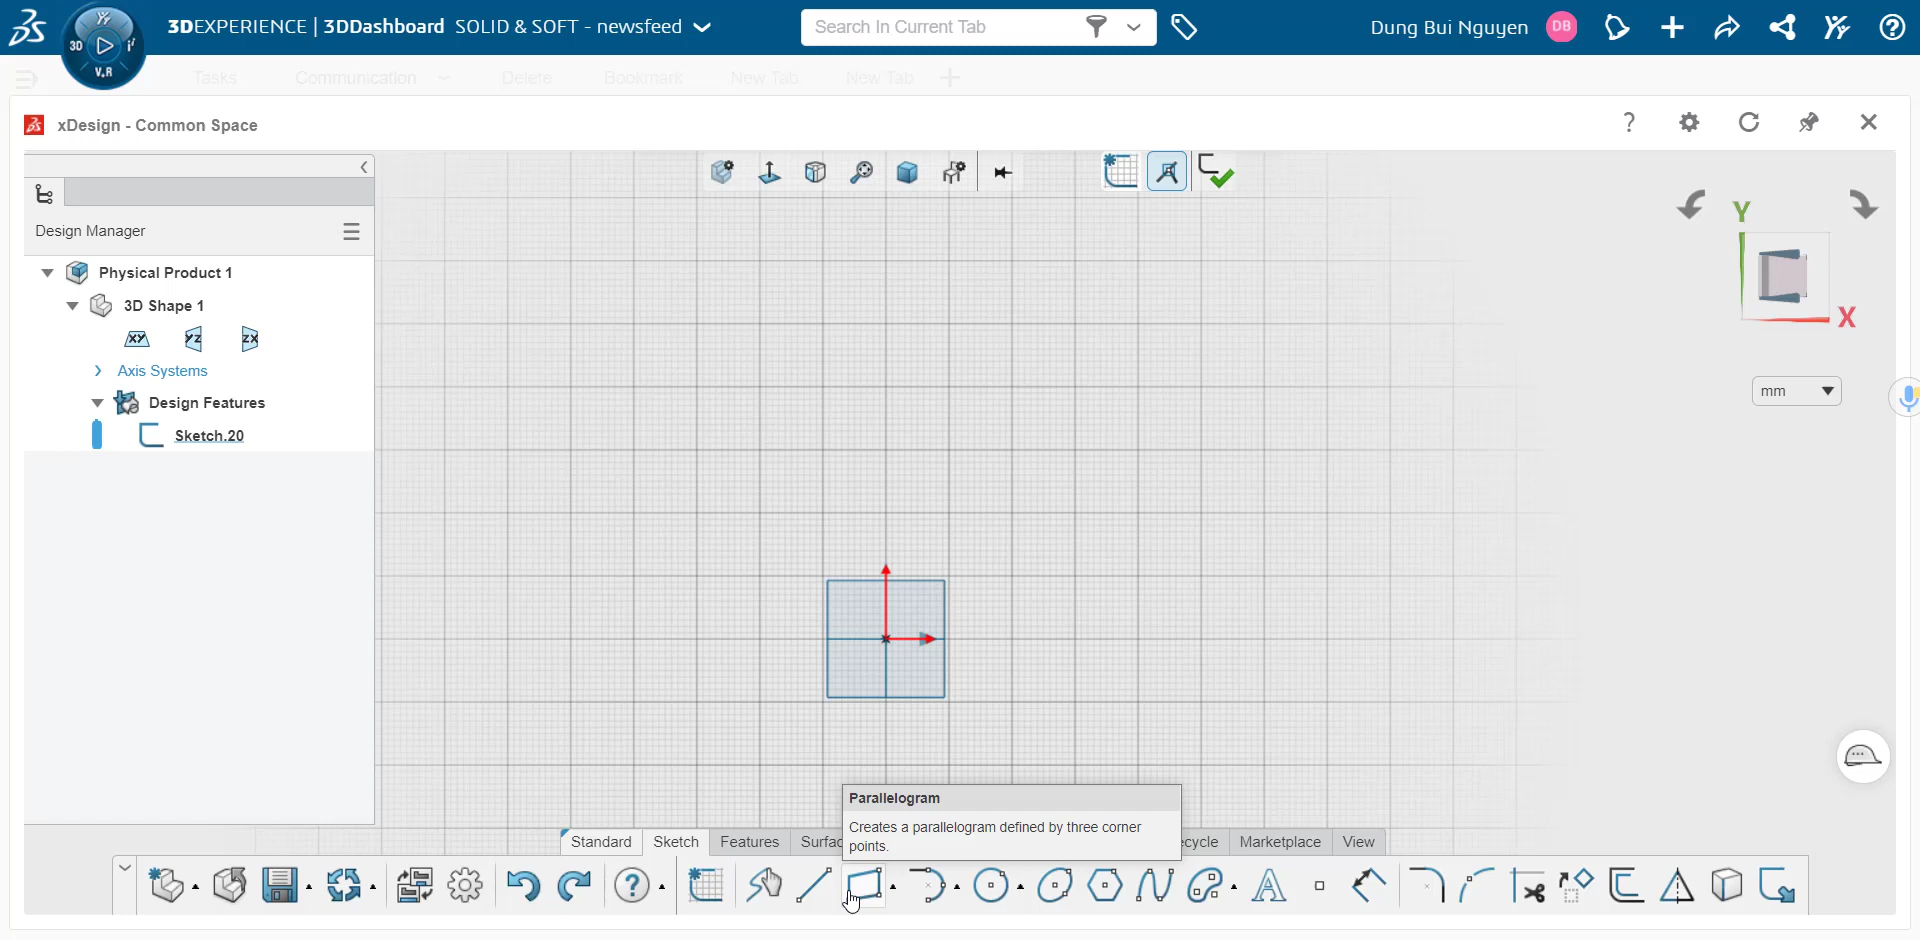 3DEXPERIENCE | 3DDashboard SOLID & SOFT - newsfeed
Search In Current Tab
Dung Bui Nguyen DB
3D V.R
Tasks Communication Delete Bookmark New Tab New Tab
xDesign - Common Space
Design Manager
Physical Product 1
3D Shape 1
XY YZ ZX
Axis Systems
Design Features
Sketch.20
Y
X
mm
Parallelogram
Creates a parallelogram defined by three corner
points.
Standard Sketch Features Surfac ecycle Marketplace View